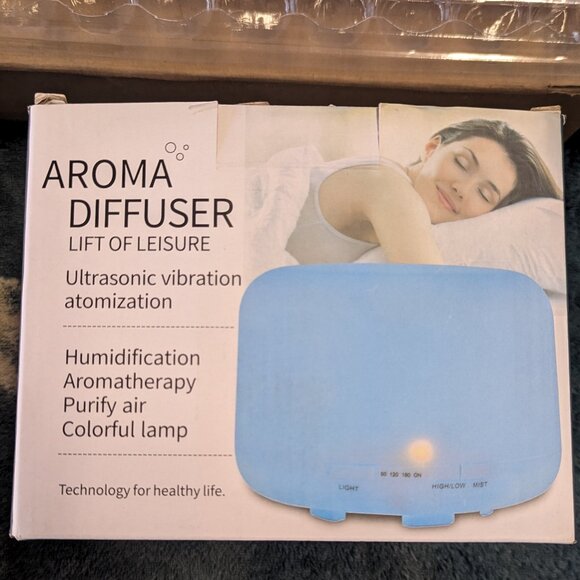 AROMA
DIFFUSER
LIFT OF LEISURE
Ultrasonic vibration
atomization
Humidification
Aromatherapy
Purify air
Colorful lamp
Technology for healthy life.
60 120 180 ON
LIGHT HIGH/LOW MIST